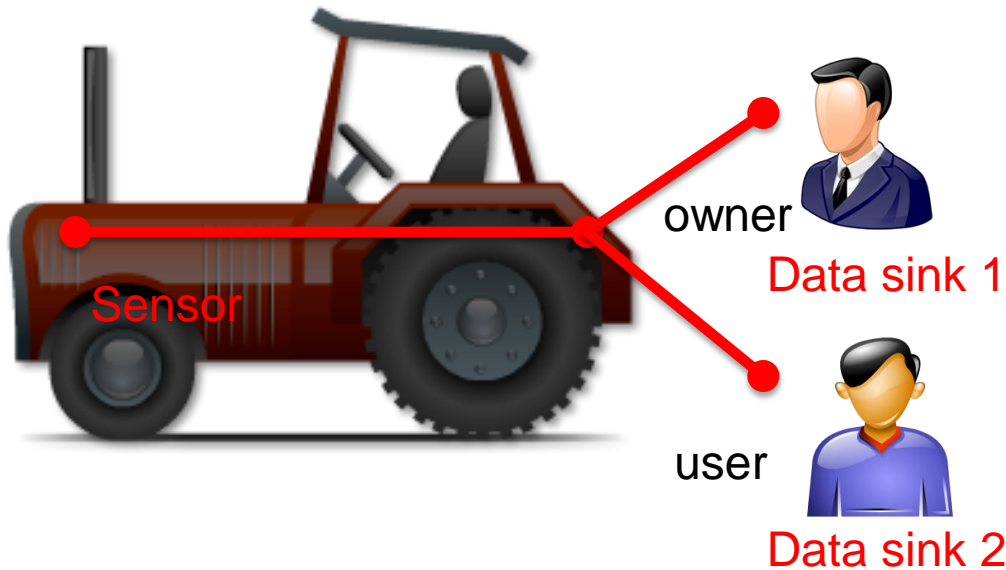 owner
Data sink 1
Sensor
user
Data sink 2